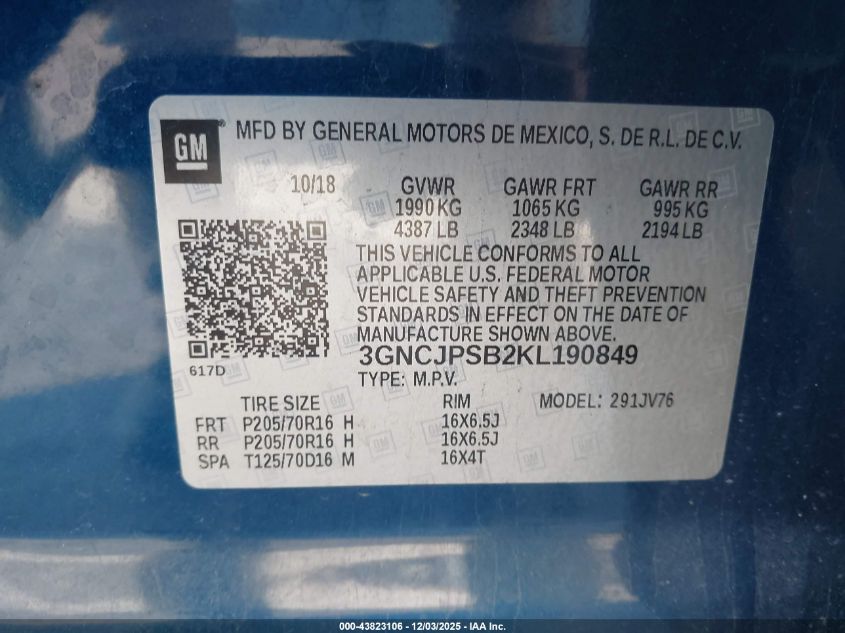 GM
MFD BY GENERAL MOTORS DE MEXICO, S. DE R.L. DE C.V.
10/18 GVWR GAWR FRT GAWR RR
1990 KG 1065 KG 995 KG
4387 LB 2348 LB 2194 LB
THIS VEHICLE CONFORMS TO ALL
APPLICABLE U.S. FEDERAL MOTOR
VEHICLE SAFETY AND THEFT PREVENTION
STANDARDS IN EFFECT ON THE DATE OF
MANUFACTURE SHOWN ABOVE.
3GNCJPSB2KL190849
617D
TYPE: M.P.V.
TIRE SIZE RIM MODEL: 291JV76
FRT P205/70R16 H 16X6.5J
RR P205/70R16 H 16X6.5J
SPA T125/70D16 M 16X4T
000-43823106 - 12/03/2025 - IAA Inc.